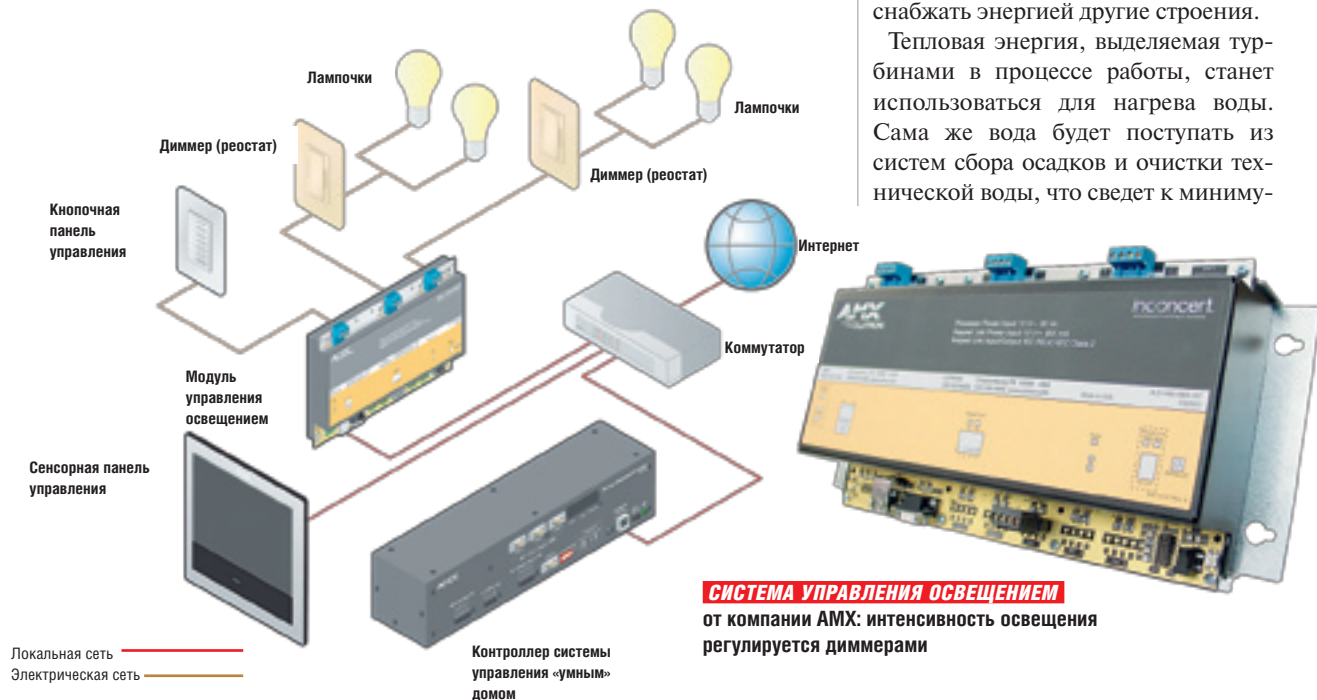 снабжать энергией другие строения.
Тепловая энергия, выделяемая тур-
бинами в процессе работы, станет
использоваться для нагрева воды.
Сама же вода будет поступать из
систем сбора осадков и очистки тех-
нической воды, что сведет к миниму-
Лампочки
Лампочки
Диммер (реостат)
Диммер (реостат)
Кнопочная
панель
управления
Интернет
Коммутатор
Модуль
управления
освещением
Сенсорная панель
управления
AMX
inconcert
AMX
СИСТЕМА УПРАВЛЕНИЯ ОСВЕЩЕНИЕМ
от компании AMX: интенсивность освещения
регулируется диммерами
Контроллер системы
управления «умным»
домом
Локальная сеть
Электрическая сеть